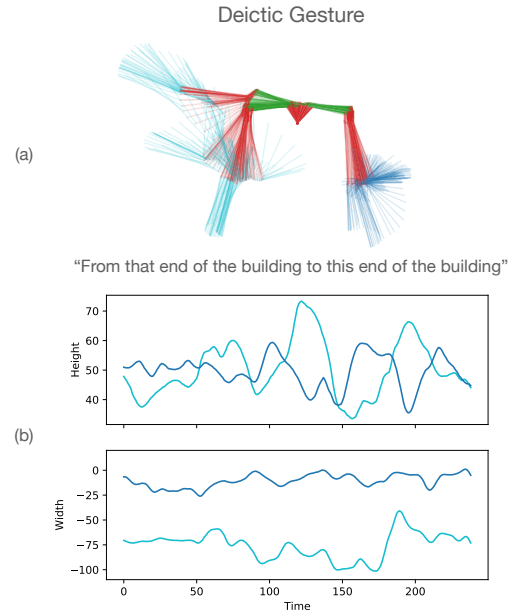 Deictic Gesture
(a)
“From that end of the building to this end of the building”
70
60
50
40
Height
(b)
0
−25
−50
−75
−100
Width
0 50 100 150 200
Time